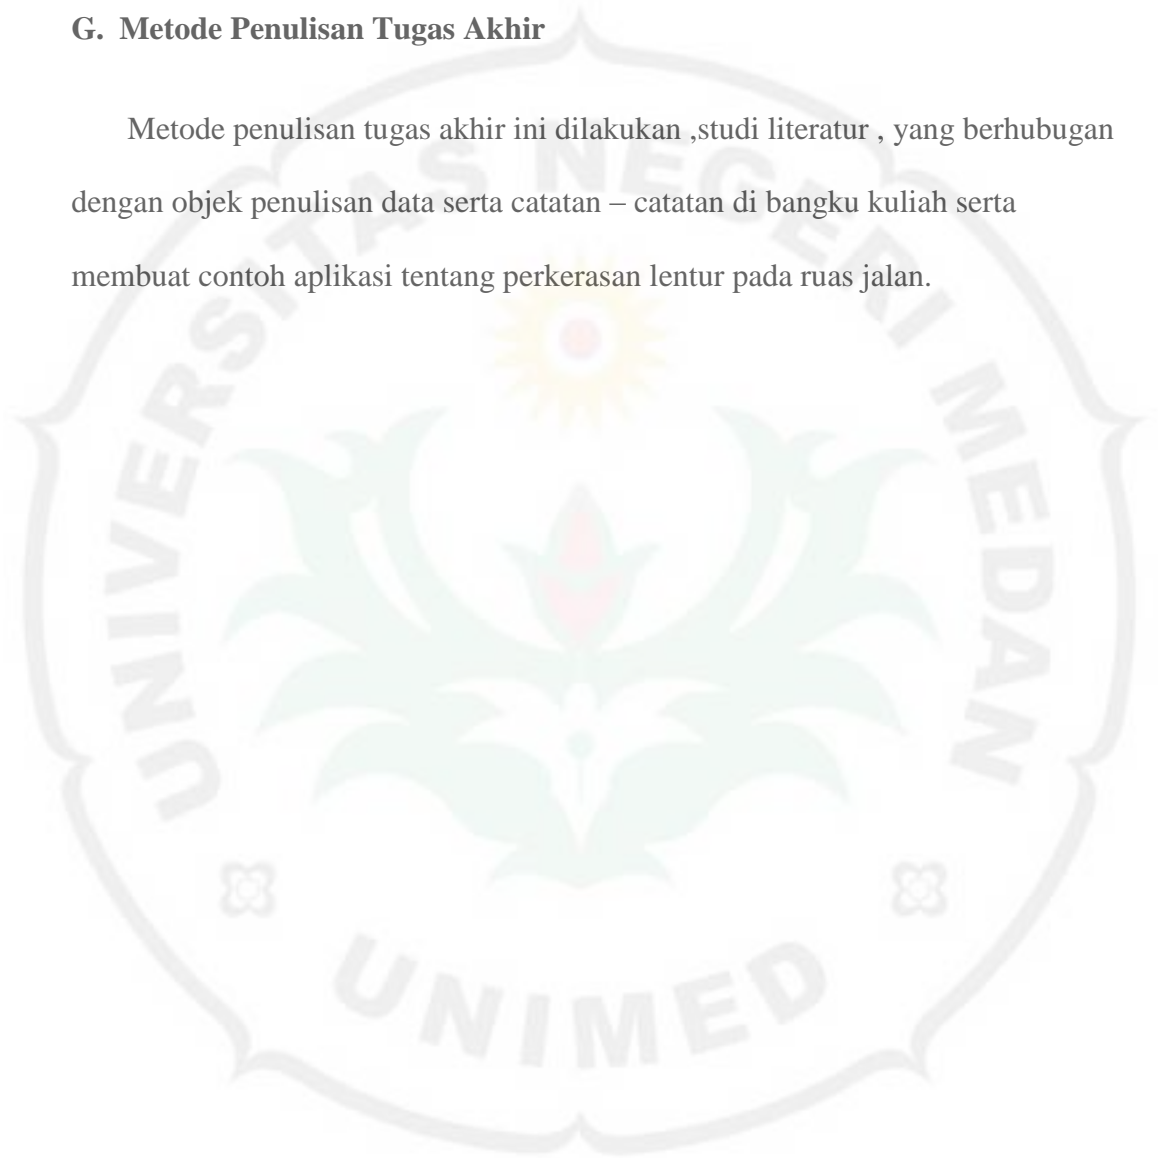 G. Metode Penulisan Tugas Akhir
Metode penulisan tugas akhir ini dilakukan ,studi literatur , yang berhubugan
dengan objek penulisan data serta catatan – catatan di bangku kuliah serta
membuat contoh aplikasi tentang perkerasan lentur pada ruas jalan.
UNIVERSITAS NEGERI MEDAN
UNIMED